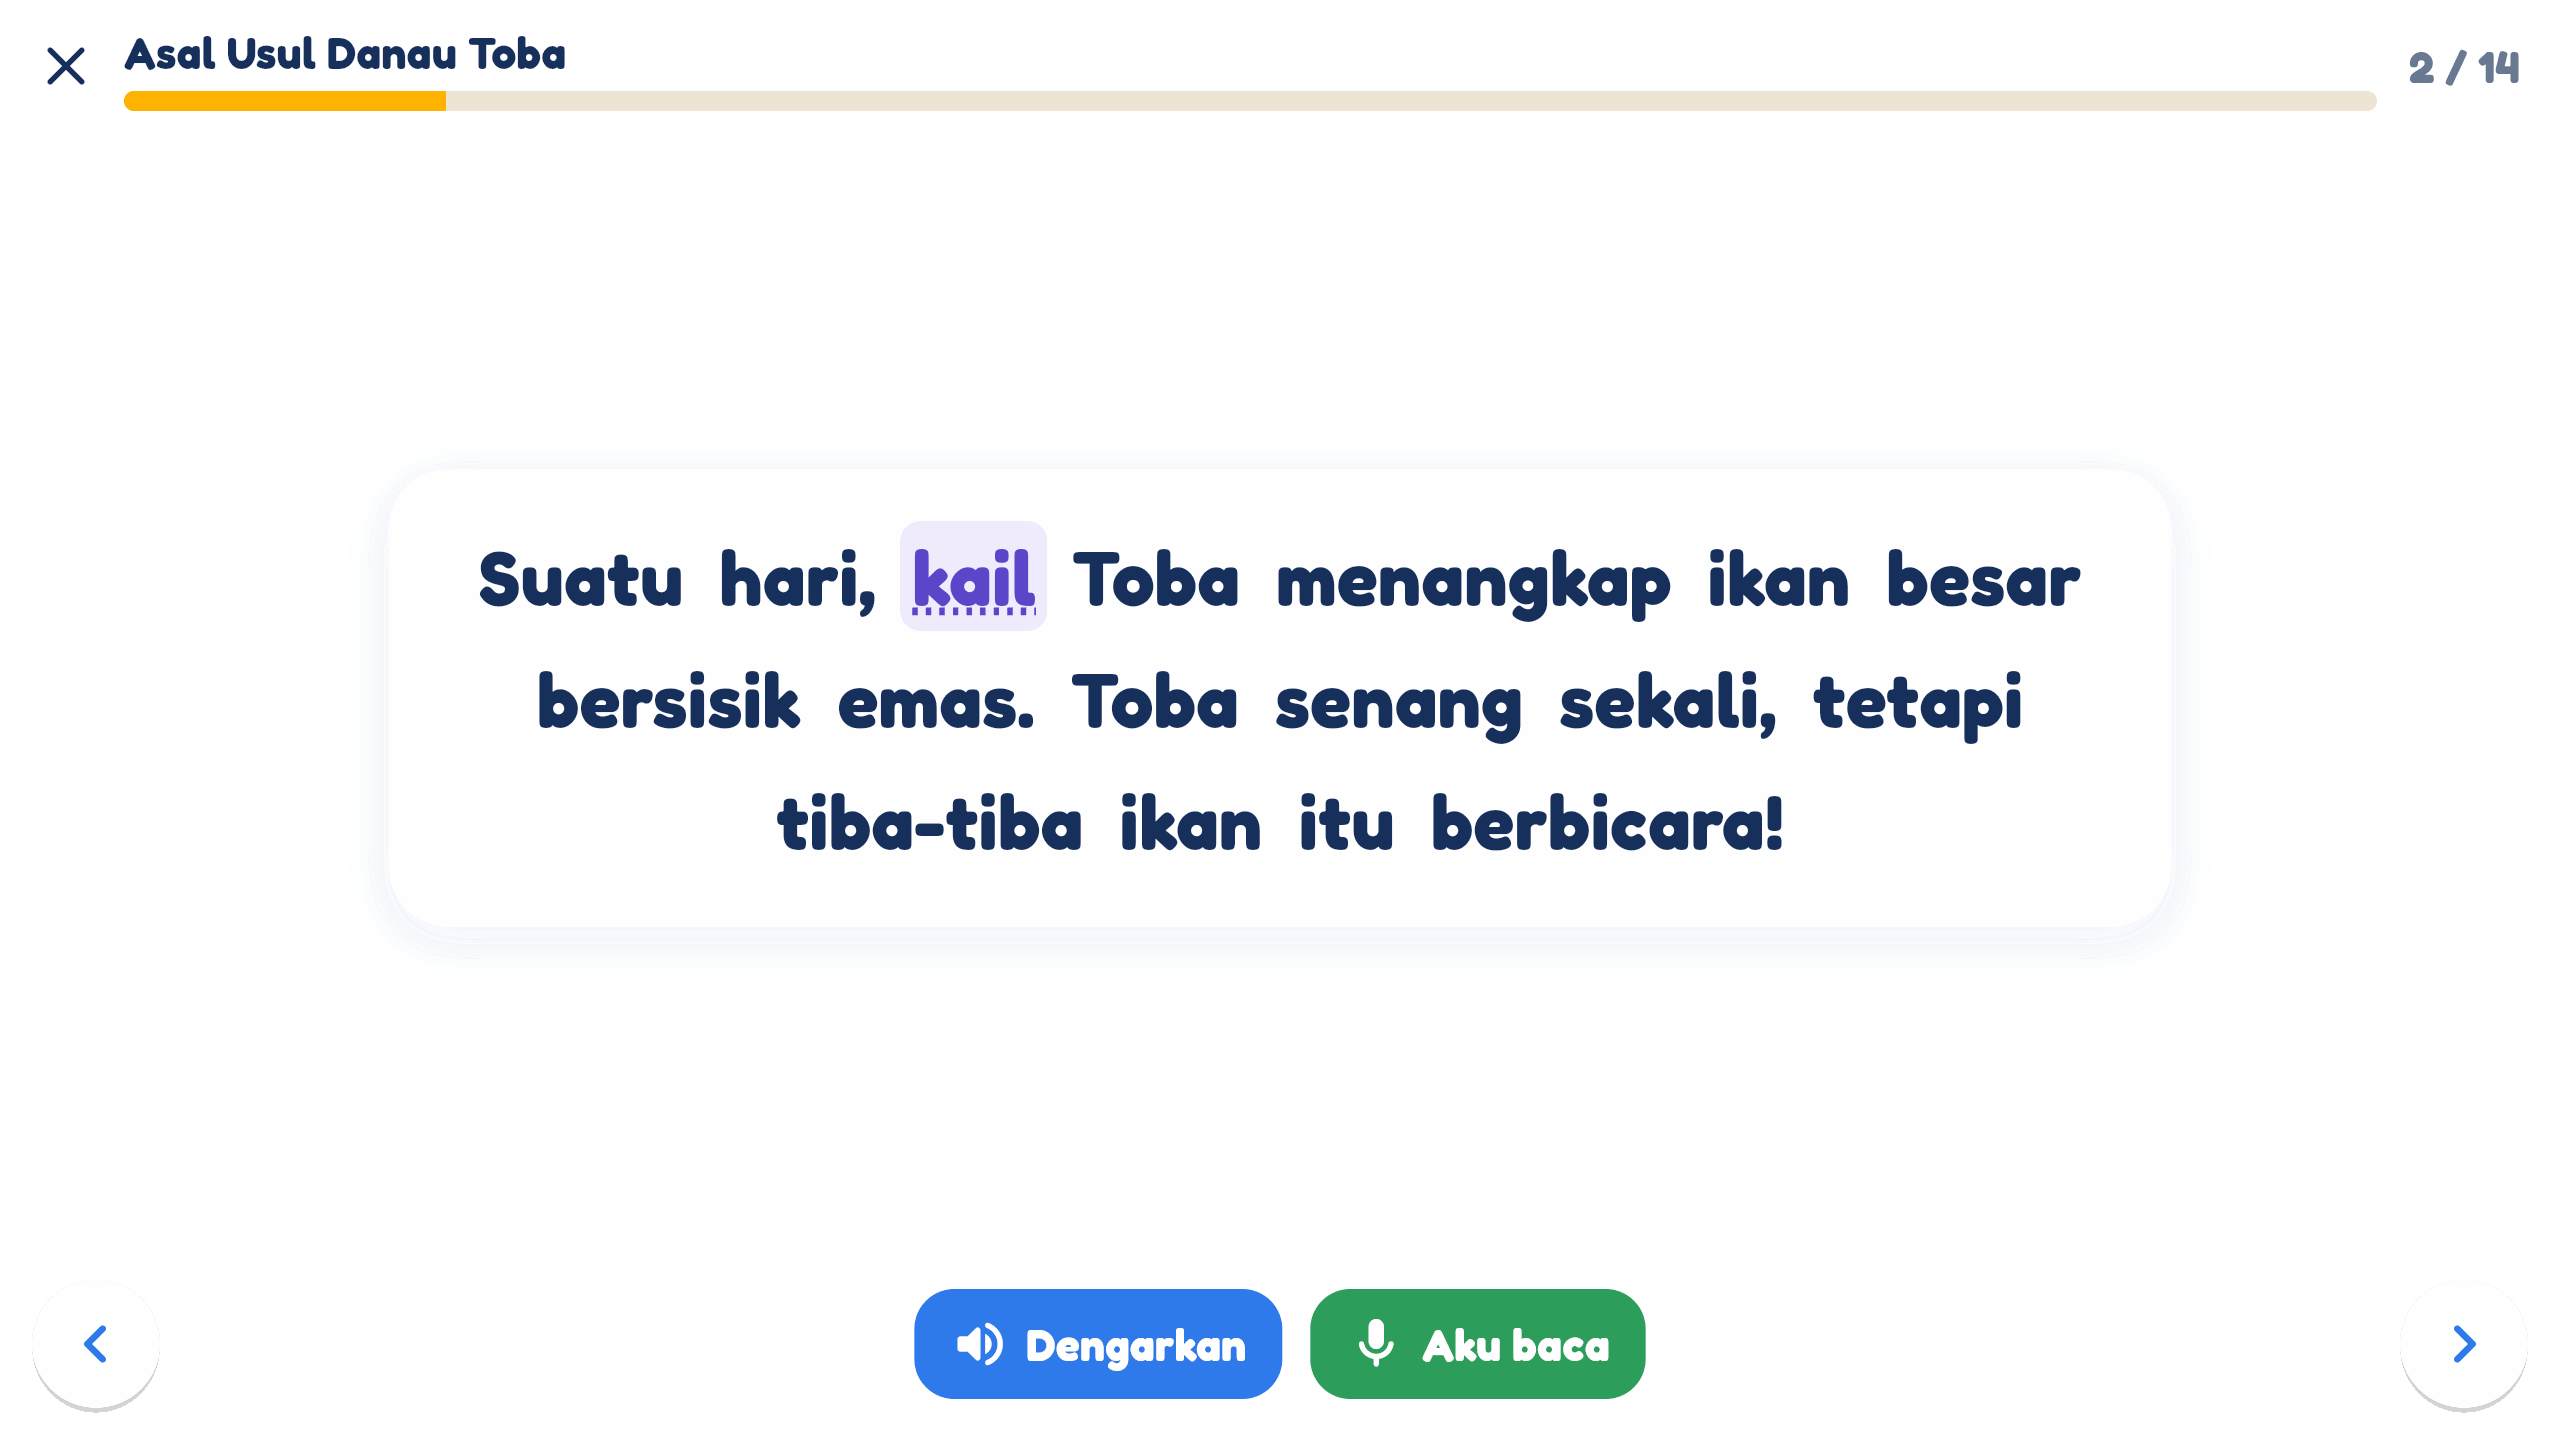 Asal Usul Danau Toba
2 / 14
Suatu hari, kail Toba menangkap ikan besar
bersisik emas. Toba senang sekali, tetapi
tiba-tiba ikan itu berbicara!
Dengarkan
Aku baca